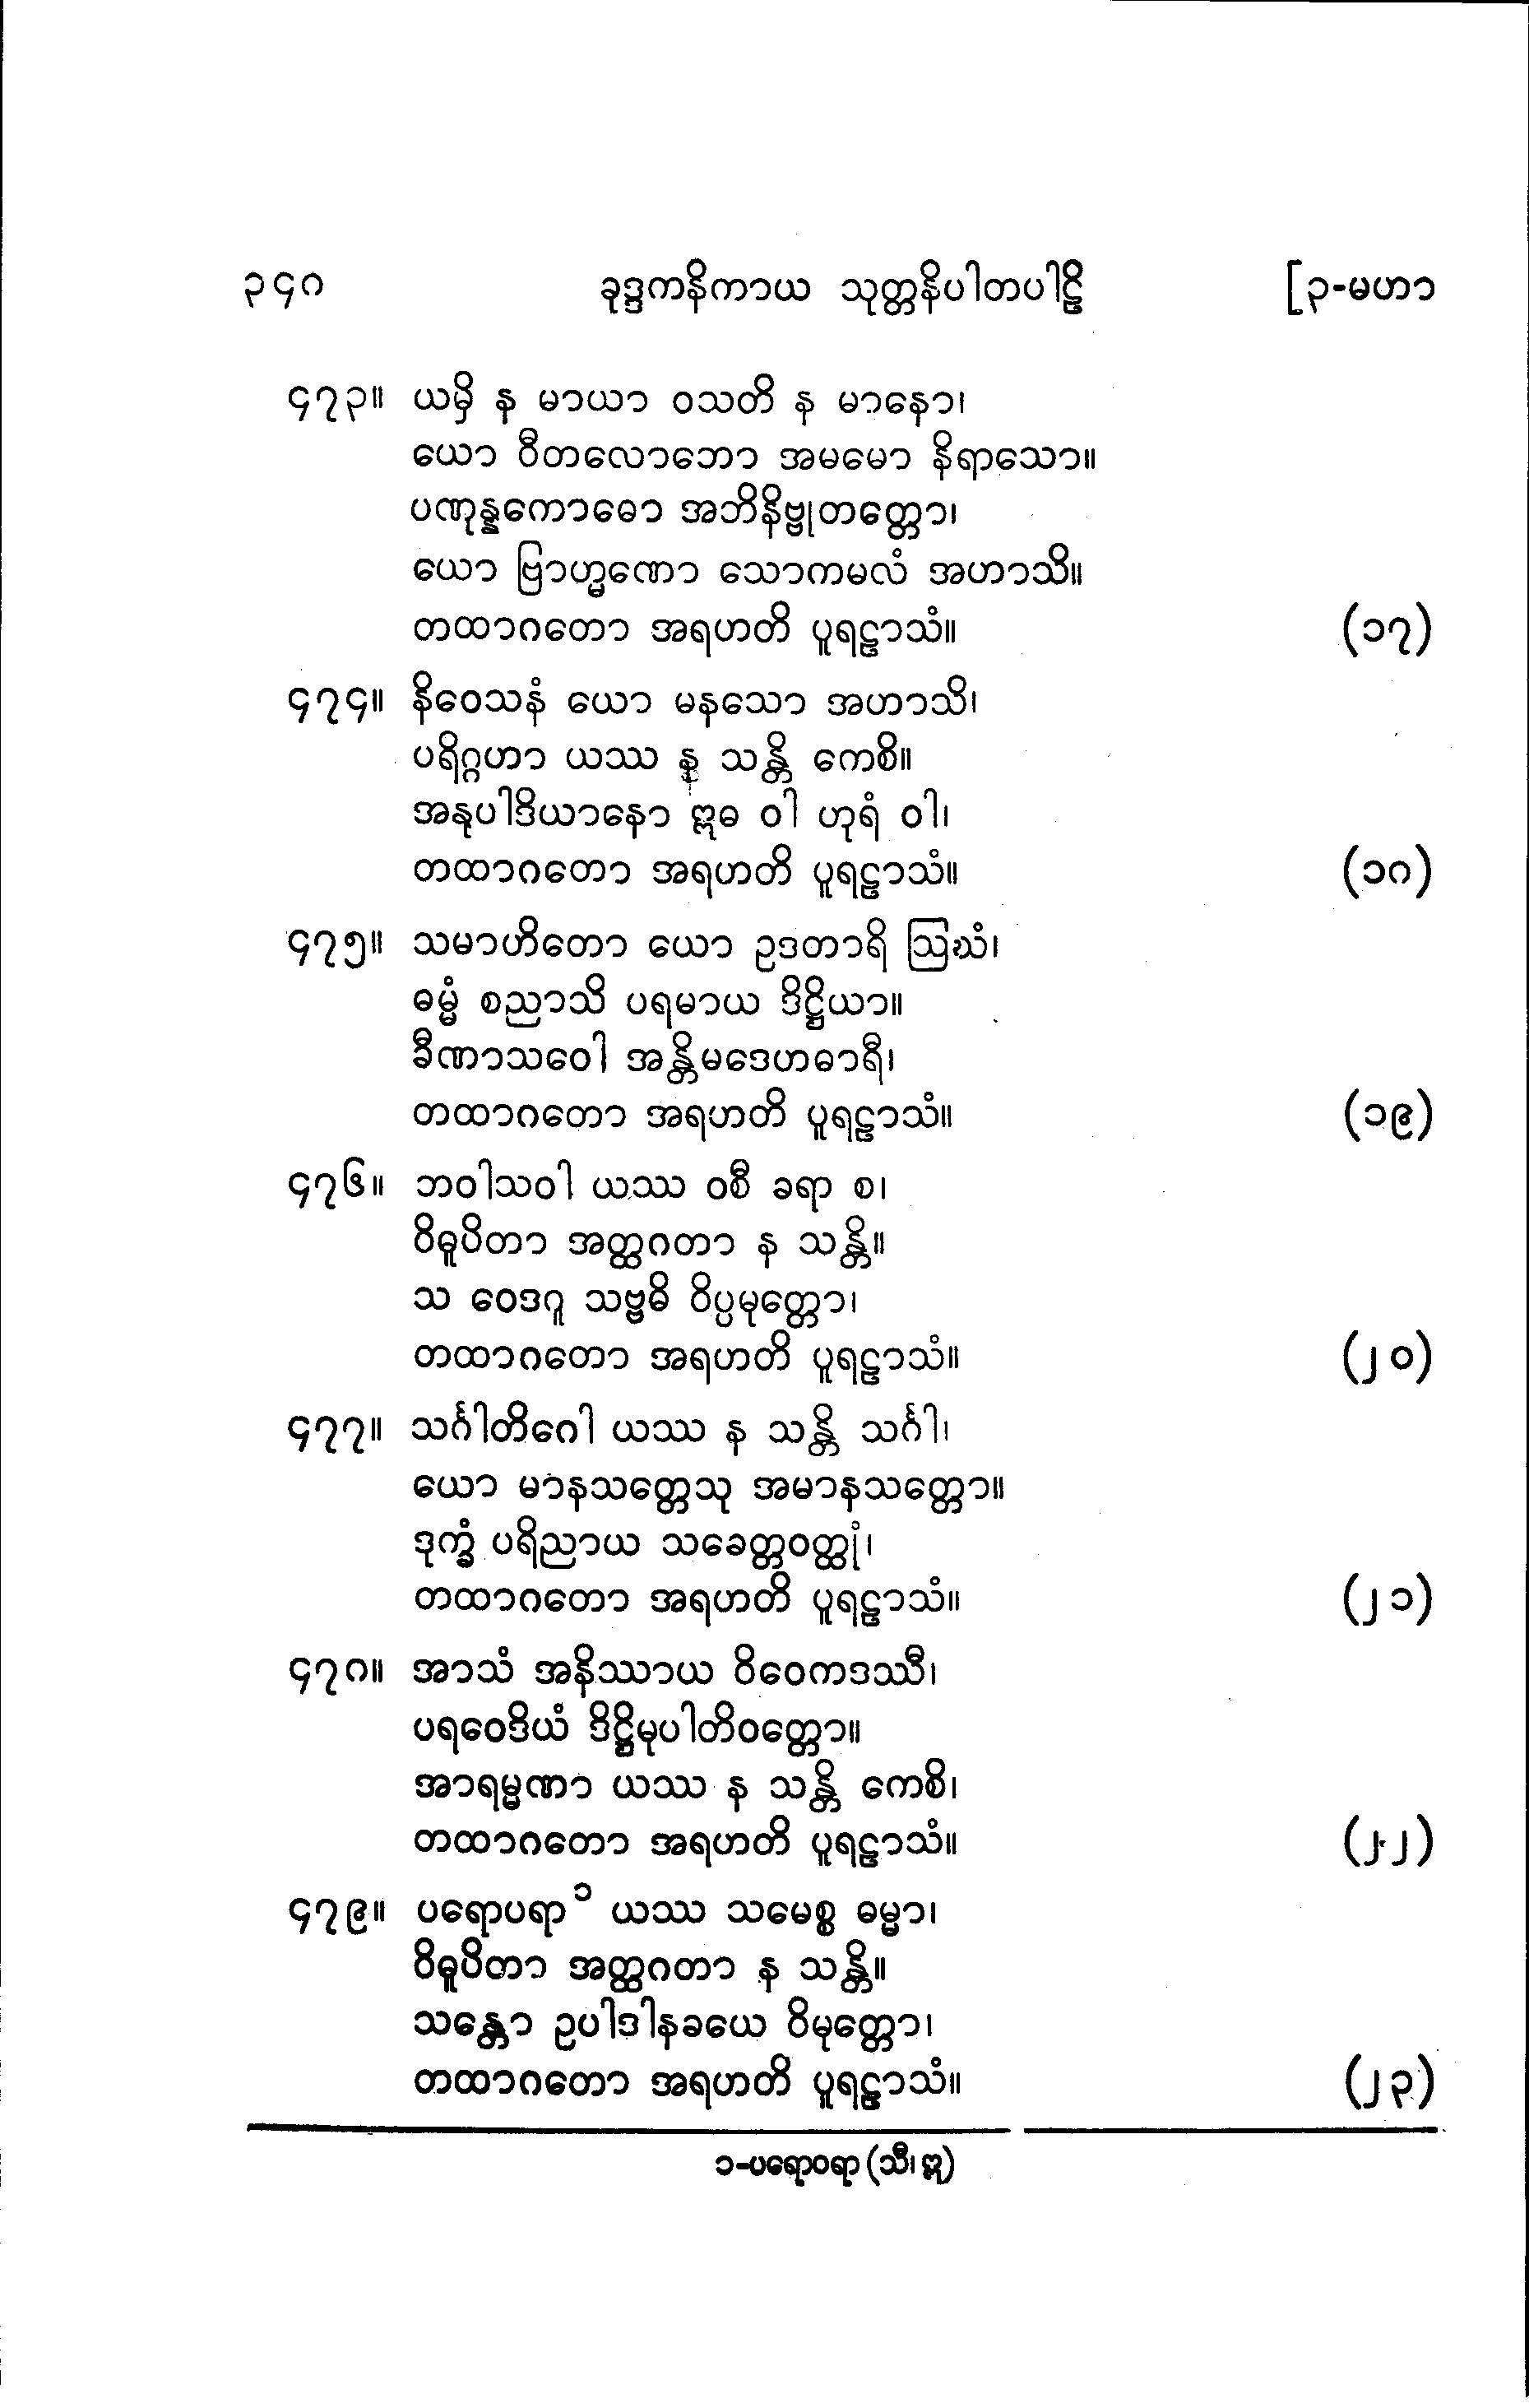 ၃၄၈ ခုဒ္ဒကနိကာယ သုတ္တနိပါတပါဠိ [၃-မဟာ
၄၇၃။ ယမှိ န မာယာ ဝသတိ န မာနော၊
ယော ဝီတလောဘော အမမော နိရာသော။
ပဏုန္နကောဓော အဘိနိဗ္ဗုတတ္တော၊
ယော ဗြာဟ္မဏော သောကမလံ အဟာသိ။
တထာဂတော အရဟတိ ပူရဠာသံ။ (၁၇)
၄၇၄။ နိဝေသနံ ယော မနသော အဟာသိ၊
ပရိဂ္ဂဟာ ယဿ န သန္တိ ကေစိ။
အနုပါဒိယာနော ဣဓ ဝါ ဟုရံ ဝါ၊
တထာဂတော အရဟတိ ပူရဠာသံ။ (၁၈)
၄၇၅။ သမာဟိတော ယော ဥဒတာရိ ဩဃံ၊
ဓမ္မံ စညာသိ ပရမာယ ဒိဋ္ဌိယာ။
ခီဏာသဝေါ အန္တိမဒေဟဓာရီ၊
တထာဂတော အရဟတိ ပူရဠာသံ။ (၁၉)
၄၇၆။ ဘဝါသဝါ ယဿ ဝစီ ခရာ စ၊
ဝိဓူပိတာ အတ္ထဂတာ န သန္တိ။
သ ဝေဒဂူ သဗ္ဗဓိ ဝိပ္ပမုတ္တော၊
တထာဂတော အရဟတိ ပူရဠာသံ။ (၂၀)
၄၇၇။ သင်္ဂါတိဂေါ ယဿ န သန္တိ သင်္ဂါ၊
ယော မာနသတ္တေသု အမာနသတ္တော။
ဒုက္ခံ ပရိညာယ သခေတ္တဝတ္ထုံ၊
တထာဂတော အရဟတိ ပူရဠာသံ။ (၂၁)
၄၇၈။ အာသံ အနိဿာယ ဝိဝေကဒဿီ၊
ပရဝေဒိယံ ဒိဋ္ဌိမုပါတိဝတ္တော။
အာရမ္မဏာ ယဿ န သန္တိ ကေစိ၊
တထာဂတော အရဟတိ ပူရဠာသံ။ (၂၂)
၄၇၉။ ပရောပရာ ၁ ယဿ သမေစ္စ ဓမ္မာ၊
ဝိဓူပိတာ အတ္ထဂတာ န သန္တိ။
သန္တော ဥပါဒါနခယေ ဝိမုတ္တော၊
တထာဂတော အရဟတိ ပူရဠာသံ။ (၂၃)
၁-ပရောဝရာ (သီ၊ ဣ)